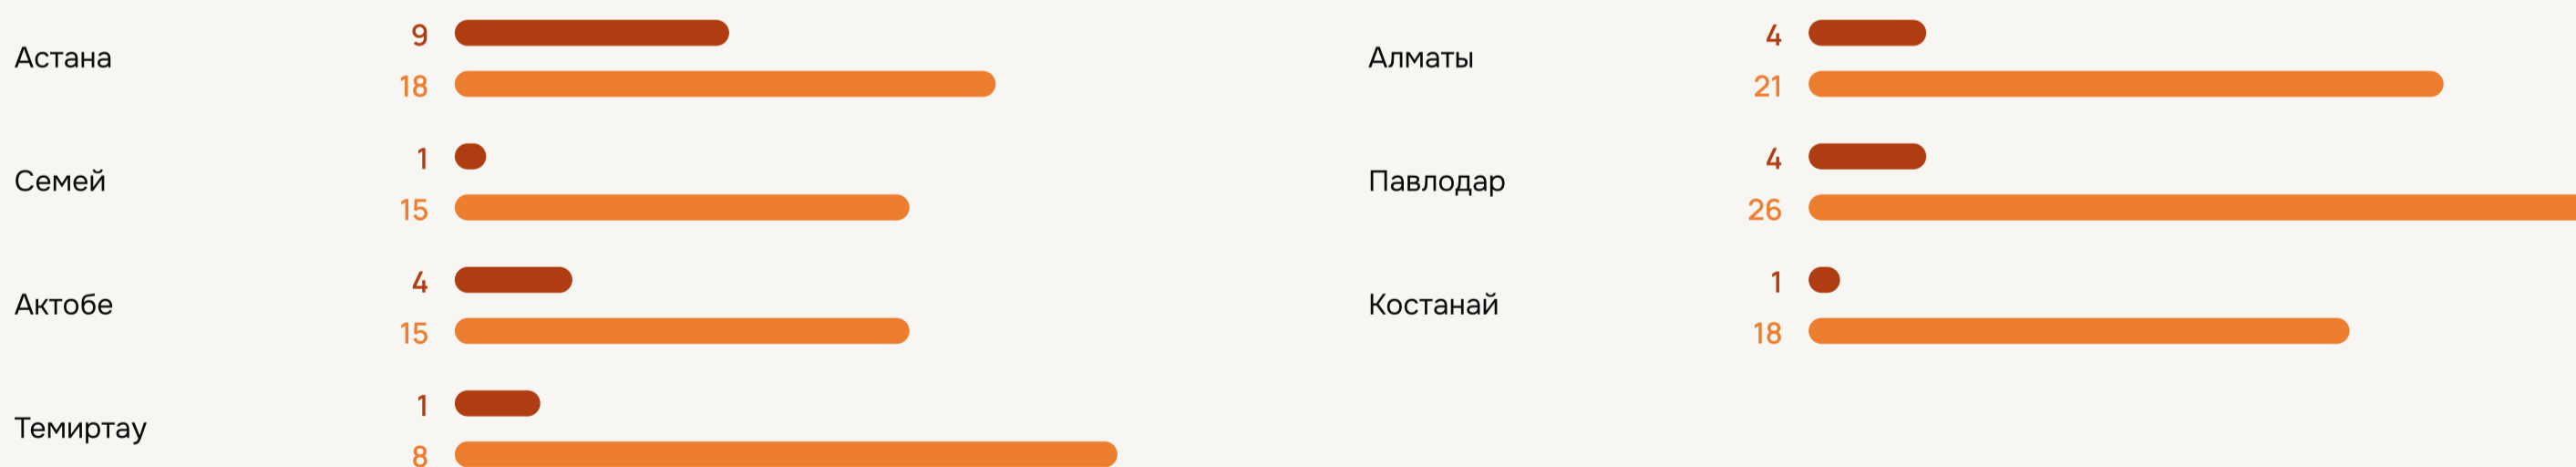 Астана
9
18
Алматы
4
21
Семей
1
15
Павлодар
4
26
Актобе
4
15
Костанай
1
18
Темиртау
1
8